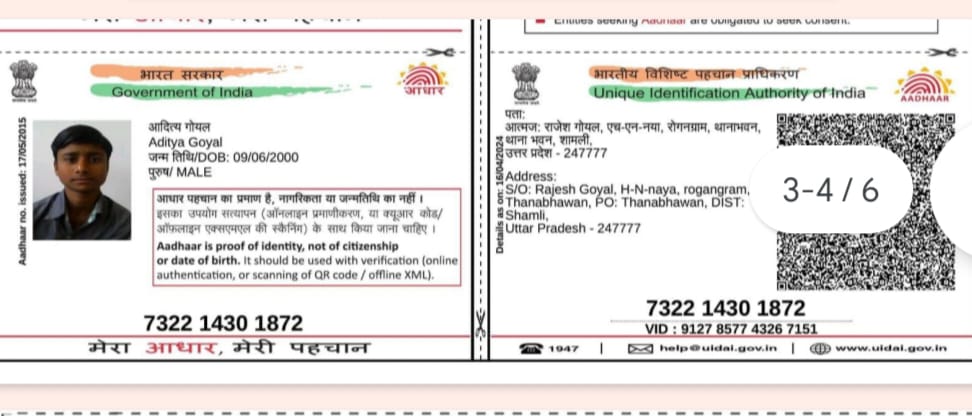 Entities seeking Aadhaar are obligated to seek consent.
भारत सरकार
Government of India
आधार
Aadhaar no. issued: 17/05/2015
आदित्य गोयल
Aditya Goyal
जन्म तिथि/DOB: 09/06/2000
पुरुष/ MALE
आधार पहचान का प्रमाण है, नागरिकता या जन्मतिथि का नहीं ।
इसका उपयोग सत्यापन (ऑनलाइन प्रमाणीकरण, या क्यूआर कोड/
ऑफ़लाइन एक्सएमएल की स्कैनिंग) के साथ किया जाना चाहिए ।
Aadhaar is proof of identity, not of citizenship
or date of birth. It should be used with verification (online
authentication, or scanning of QR code / offline XML).
7322 1430 1872
मेरा आधार, मेरी पहचान
भारतीय विशिष्ट पहचान प्राधिकरण
Unique Identification Authority of India
AADHAAR
Details as on: 16/04/2024
पता:
आत्मज: राजेश गोयल, एच-एन-नया, रोगनग्राम, थानाभवन,
थाना भवन, शामली,
उत्तर प्रदेश - 247777
Address:
S/O: Rajesh Goyal, H-N-naya, rogangram,
Thanabhawan, PO: Thanabhawan, DIST:
Shamli,
Uttar Pradesh - 247777
3-4 / 6
7322 1430 1872
VID : 9127 8577 4326 7151
1947 | help@uidai.gov.in | www.uidai.gov.in